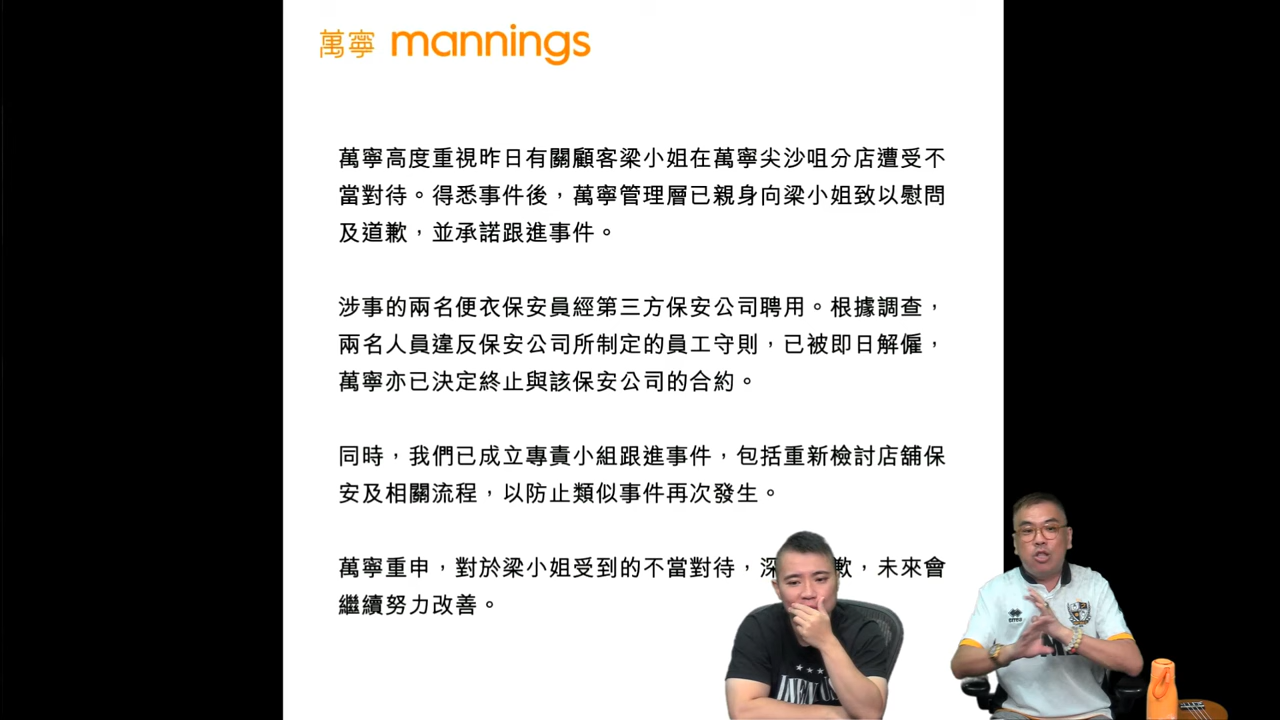 萬寧 mannings
萬寧高度重視昨日有關顧客梁小姐在萬寧尖沙咀分店遭受不
當對待。得悉事件後，萬寧管理層已親身向梁小姐致以慰問
及道歉，並承諾跟進事件。
涉事的兩名便衣保安員經第三方保安公司聘用。根據調查，
兩名人員違反保安公司所制定的員工守則，已被即日解僱，
萬寧亦已決定終止與該保安公司的合約。
同時，我們已成立專責小組跟進事件，包括重新檢討店舖保
安及相關流程，以防止類似事件再次發生。
萬寧重申，對於梁小姐受到的不當對待，深 歉，未來會
繼續努力改善。